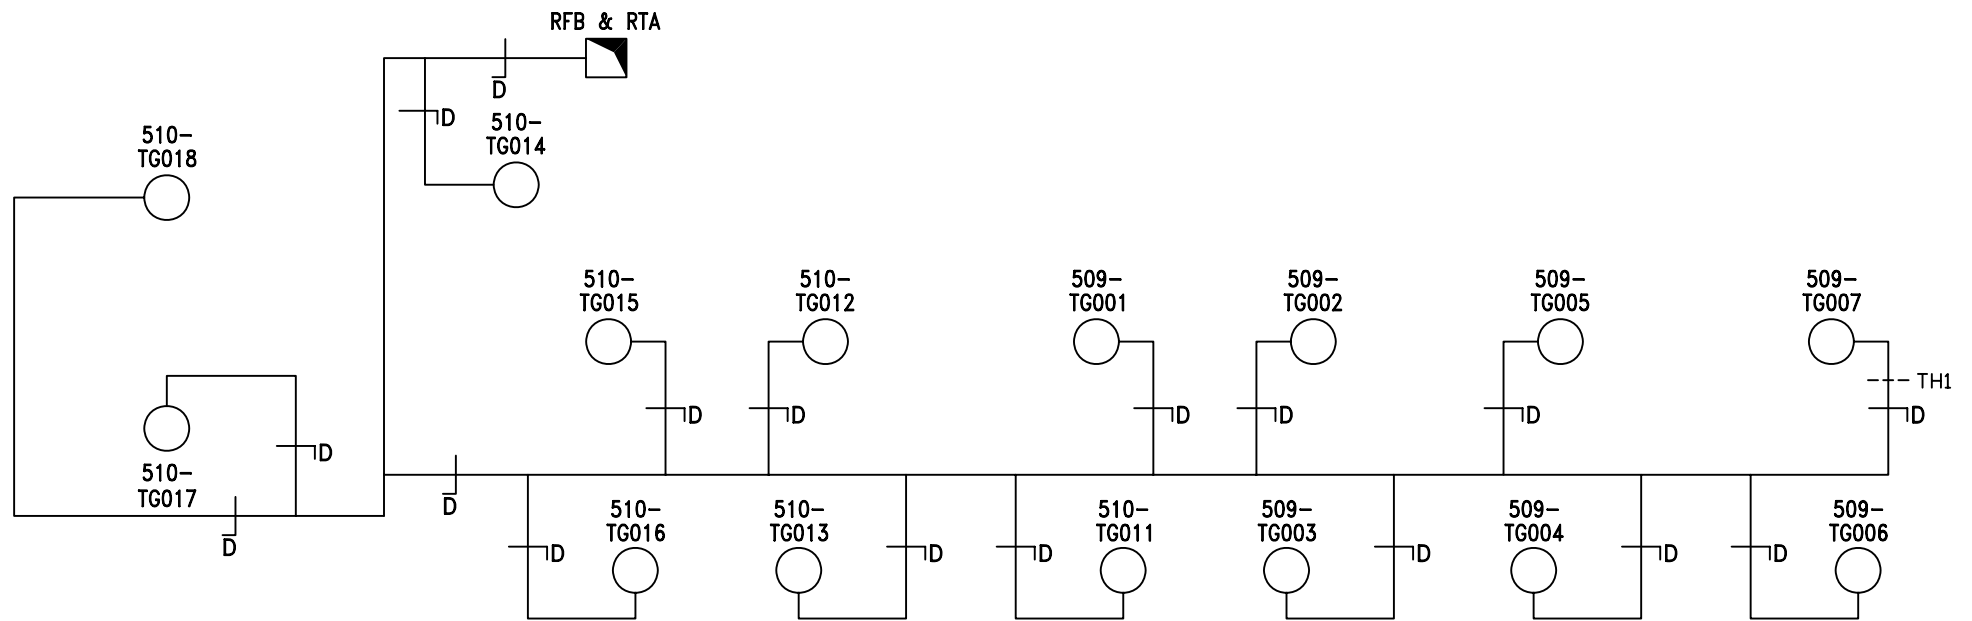 RFB & RTA
D
D
510-
TG014
510-
TG018
510-
TG015
510-
TG012
509-
TG001
509-
TG002
509-
TG005
509-
TG007
TH1
D
D
D
D
D
D
D
510-
TG017
D
D
510-
TG016
510-
TG013
510-
TG011
509-
TG003
509-
TG004
509-
TG006
D
D
D
D
D
D